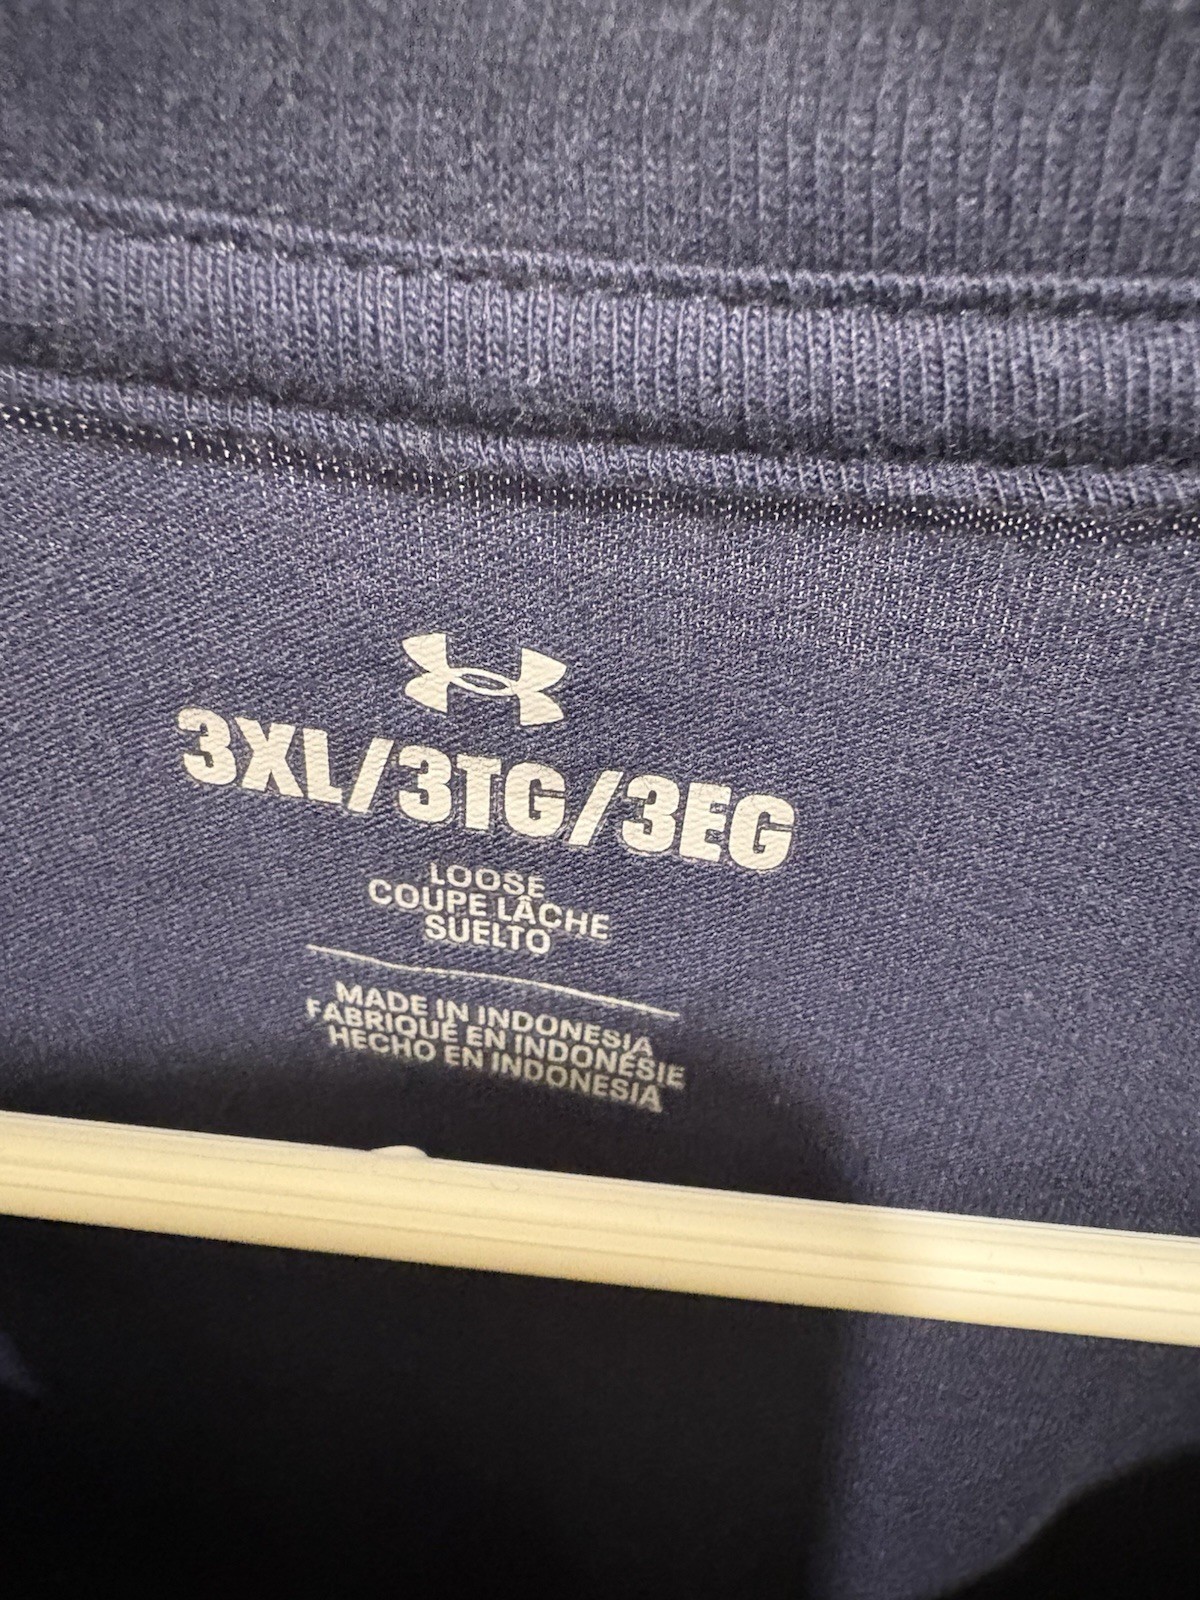 3XL/3TG/3EG
LOOSE
COUPE LÂCHE
SUELTO
MADE IN INDONESIA
FABRIQUÉ EN INDONÉSIE
HECHO EN INDONESIA